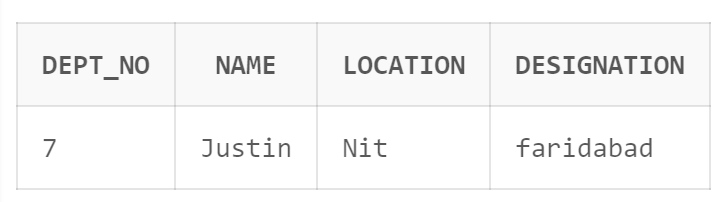 DEPT_NO NAME LOCATION DESIGNATION
7 Justin Nit faridabad